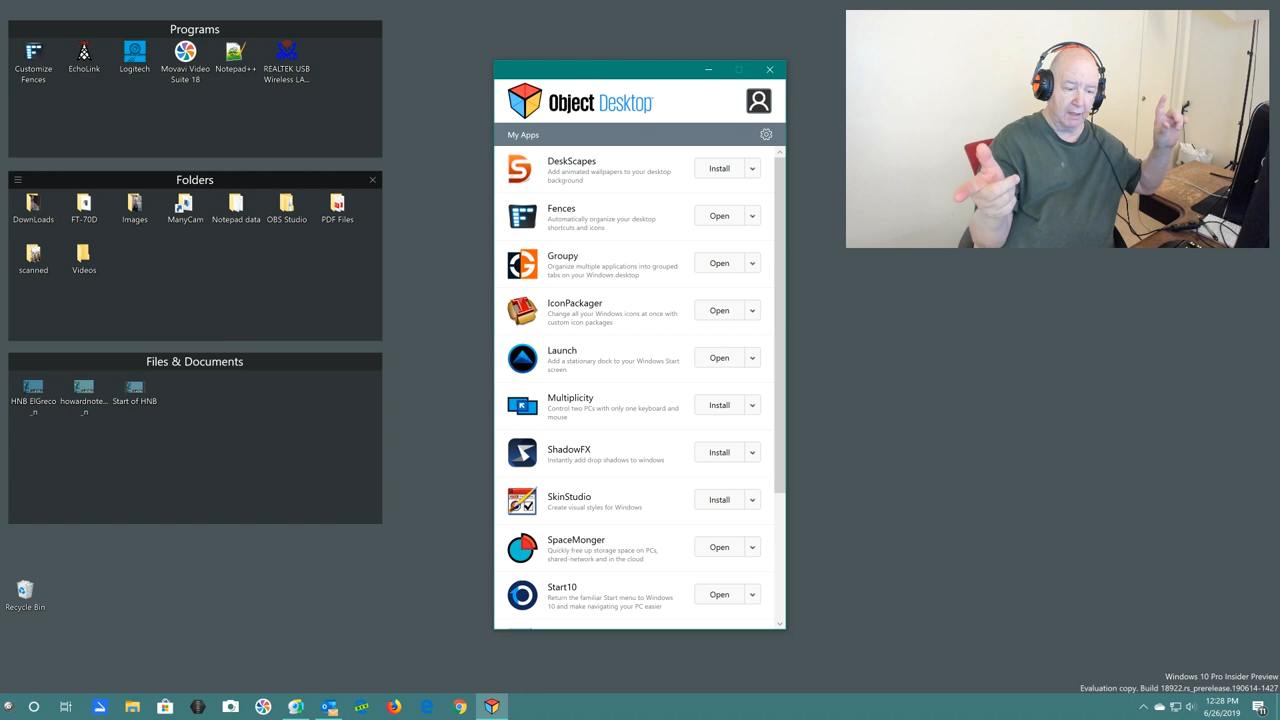 Programs
Customize
Fences
EchoLink
Logitech
Movavi Video
Suite 18
Notepad++
REALTEK USB
Wireless LA...
Folders
DownLoads
FT-70D
Images
ManyCam
Notepad data
OBS Studio
PDF Files
Scanned
Videos
Files & Documents
HNB ElGreco
_n
howardnote...
_n
Start of HNB
Recycle Bin
Object Desktop
My Apps
DeskScapes
Add animated wallpapers to your desktop
background
Install
Fences
Automatically organize your desktop
shortcuts and icons
Open
Groupy
Organize multiple applications into grouped
tabs on your Windows desktop
Open
IconPackager
Change all your Windows icons at once with
custom icon packages
Open
Launch
Add a stationary dock to your Windows Start
screen
Open
Multiplicity
Control two PCs with only one keyboard and
mouse
Install
ShadowFX
Instantly add drop shadows to windows
Install
SkinStudio
Create visual styles for Windows
Install
SpaceMonger
Quickly free up storage space on PCs,
shared-network and in the cloud
Open
Start10
Return the familiar Start menu to Windows
10 and make navigating your PC easier
Open
Windows 10 Pro Insider Preview
Evaluation copy. Build 18922.rs_prerelease.190614-1427
12:28 PM
6/26/2019
11